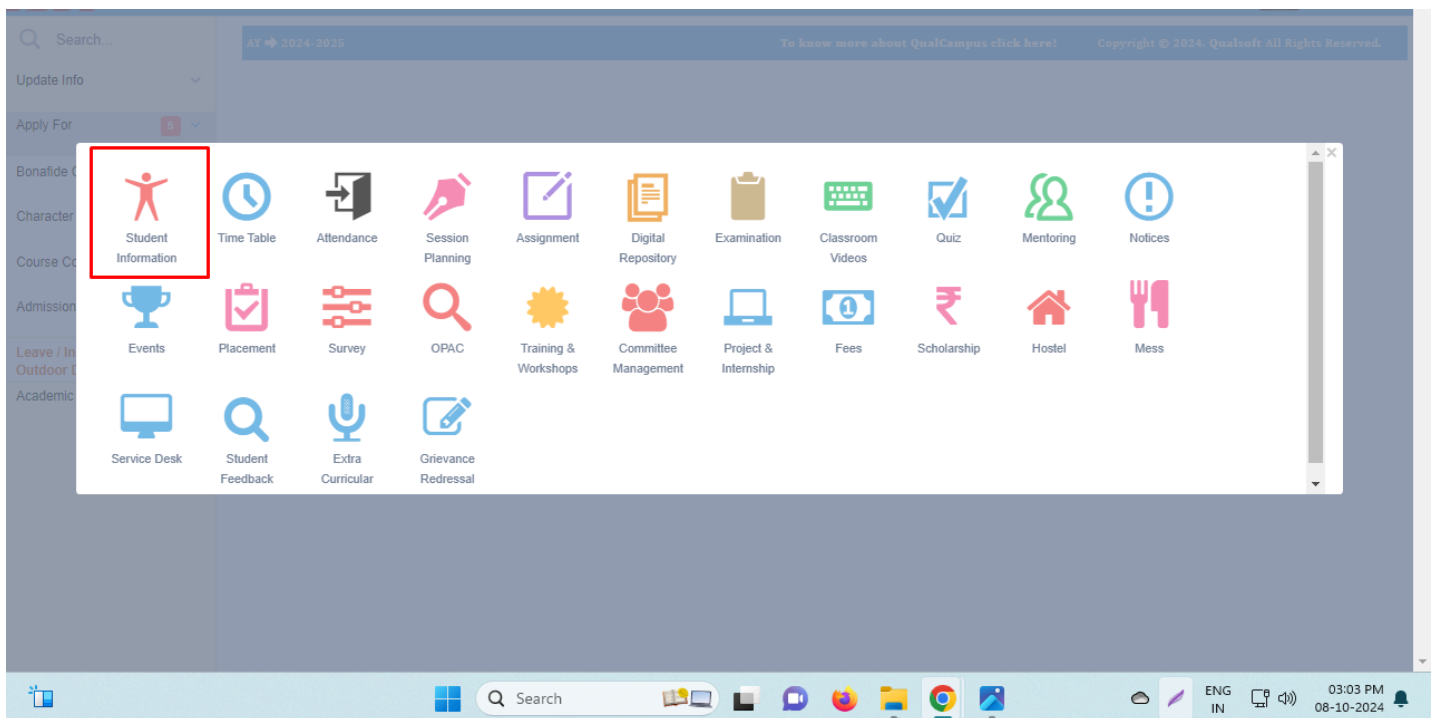 Search...
AY ➜ 2024-2025
To know more about QualCampus click here!
Copyright © 2024. Qualsoft All Rights Reserved.
Update Info
Apply For
5
Bonafide
Character
Course
Admission
Leave /
Outdoor
Academic
Student
Information
Time Table
Attendance
Session
Planning
Assignment
Digital
Repository
Examination
Classroom
Videos
Quiz
Mentoring
Notices
Events
Placement
Survey
OPAC
Training &
Workshops
Committee
Management
Project &
Internship
1
Fees
₹
Scholarship
Hostel
Mess
Service Desk
Student
Feedback
Extra
Curricular
Grievance
Redressal
Search
ENG
IN
03:03 PM
08-10-2024